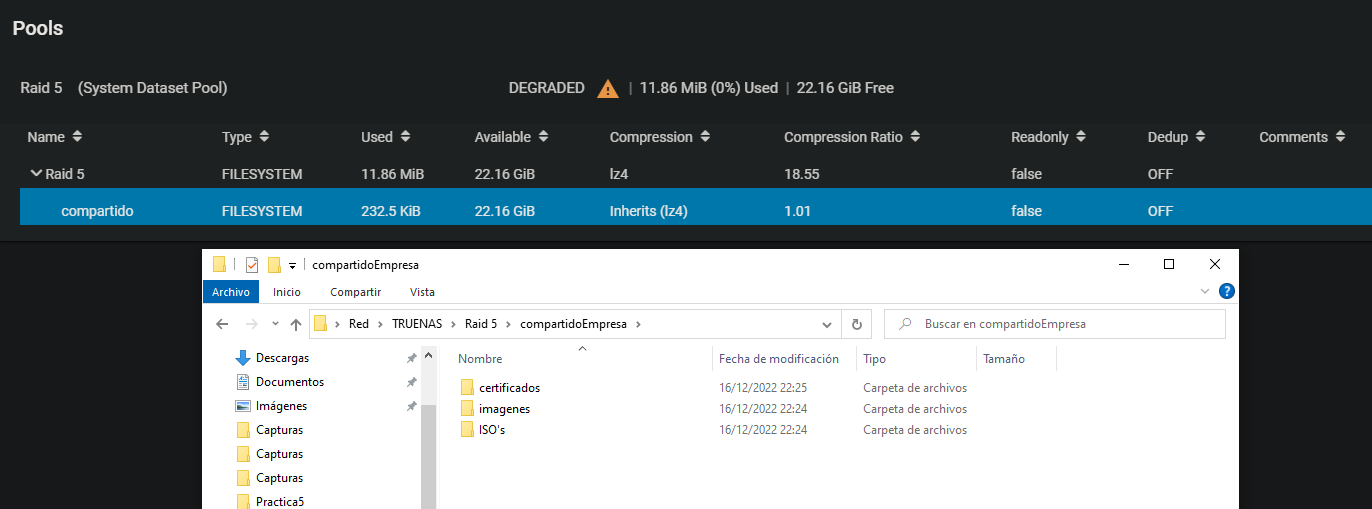 Pools
Raid 5 (System Dataset Pool) DEGRADED | 11.86 MiB (0%) Used | 22.16 GiB Free
Name Type Used Available Compression Compression Ratio Readonly Dedup Comments
Raid 5 FILESYSTEM 11.86 MiB 22.16 GiB lz4 18.55 false OFF
compartido FILESYSTEM 232.5 KiB 22.16 GiB Inherits (lz4) 1.01 false OFF
compartidoEmpresa
Archivo Inicio Compartir Vista
Red > TRUENAS > Raid 5 > compartidoEmpresa > Buscar en compartidoEmpresa
Nombre Fecha de modificación Tipo Tamaño
Descargas
Documentos
Imágenes
Capturas
Capturas
Capturas
Practica5
certificados 16/12/2022 22:25 Carpeta de archivos
imagenes 16/12/2022 22:24 Carpeta de archivos
ISO's 16/12/2022 22:24 Carpeta de archivos